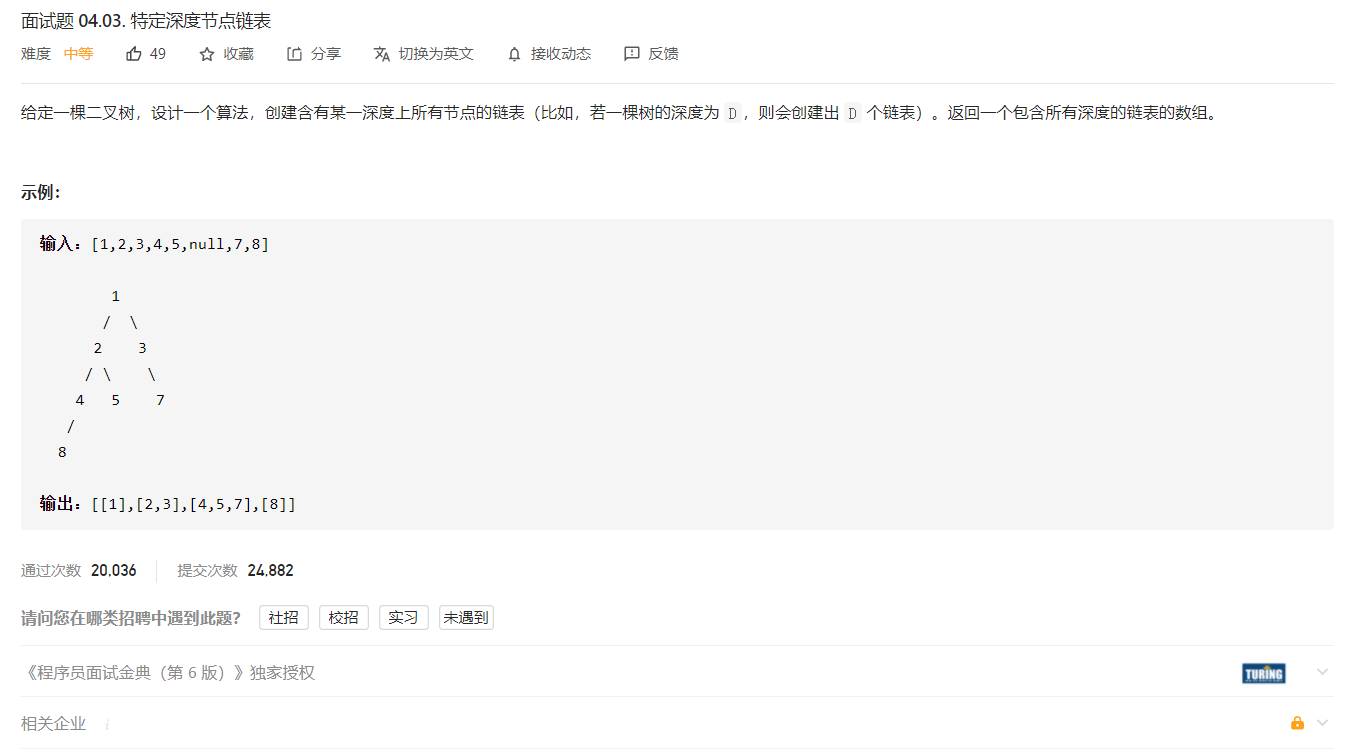 面试题 04.03. 特定深度节点链表
难度 中等 49 收藏 分享 切换为英文 接收动态 反馈
给定一棵二叉树，设计一个算法，创建含有某一深度上所有节点的链表（比如，若一棵树的深度为 D，则会创建出 D 个链表）。返回一个包含所有深度的链表的数组。
示例：
输入：[1,2,3,4,5,null,7,8]
1
/ \
2 3
/ \ \
4 5 7
/
8
输出：[[1],[2,3],[4,5,7],[8]]
通过次数 20,036 提交次数 24,882
请问您在哪类招聘中遇到此题？ 社招 校招 实习 未遇到
《程序员面试金典（第 6 版）》独家授权 TURING
相关企业 i